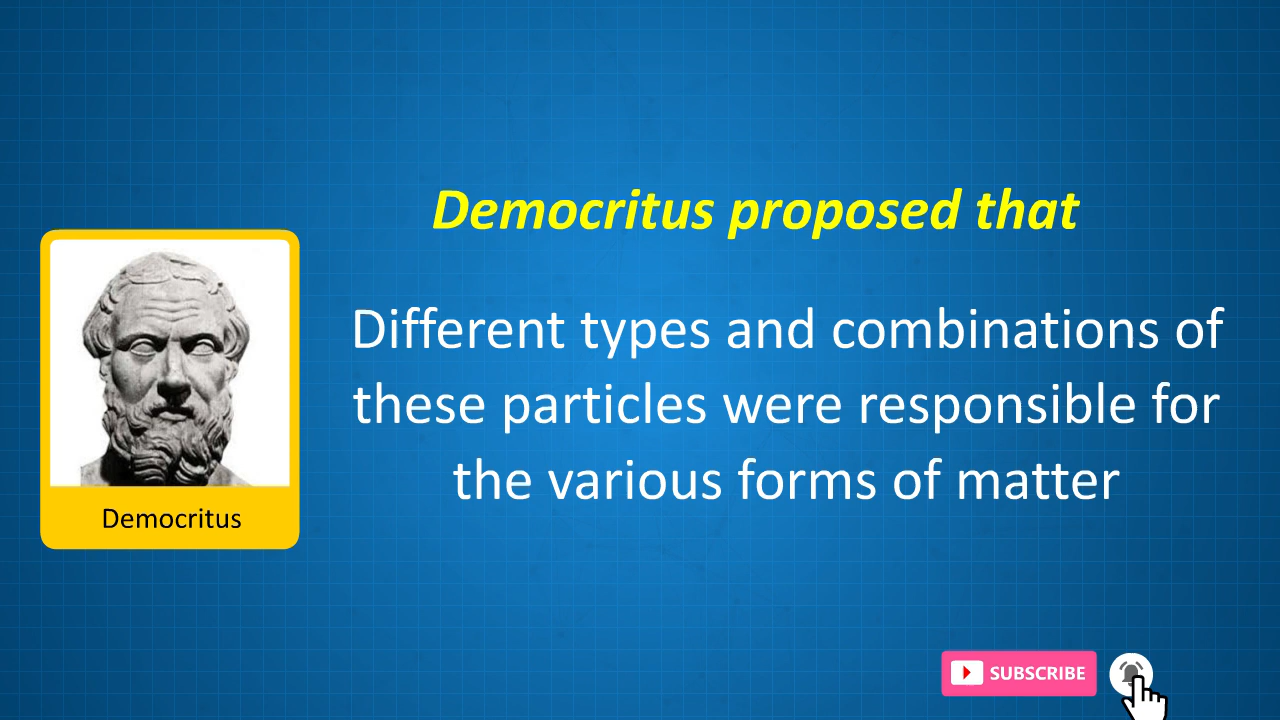 Democritus proposed that
Different types and combinations of
these particles were responsible for
the various forms of matter
Democritus
SUBSCRIBE